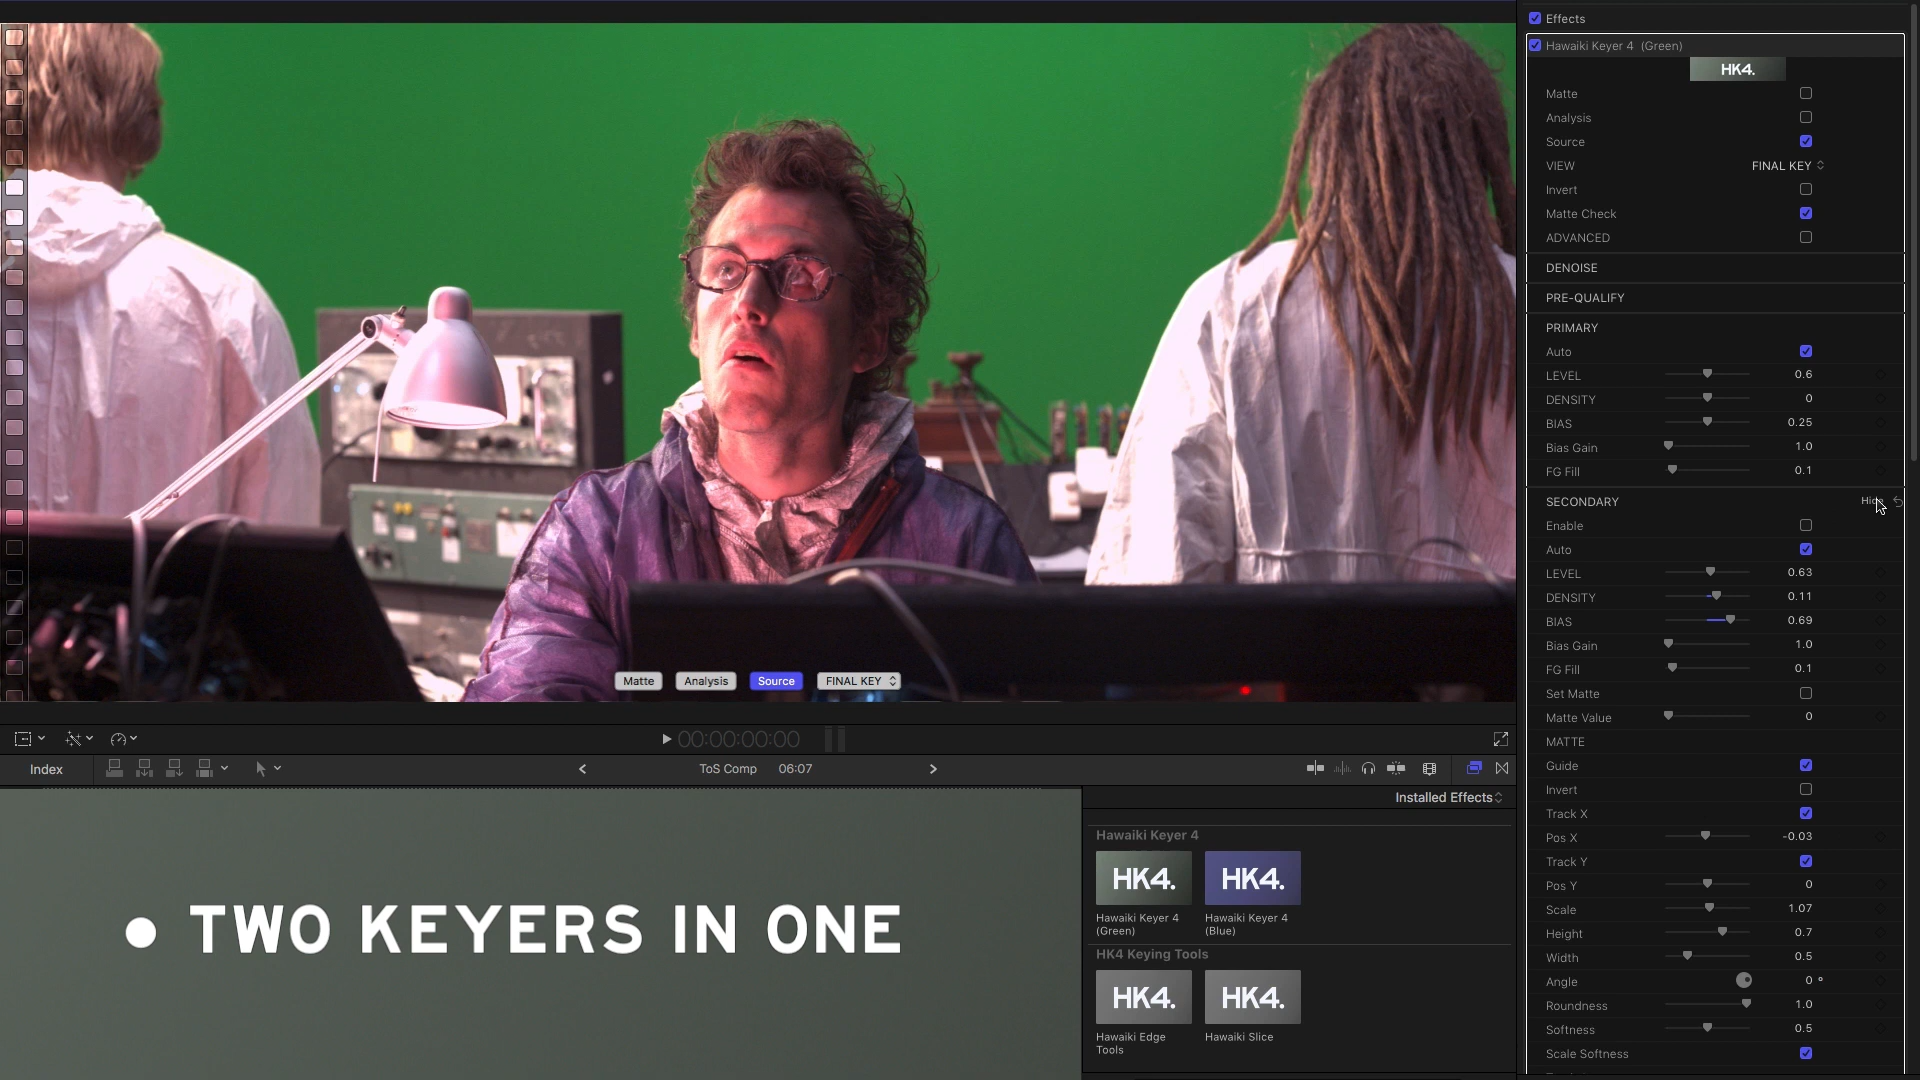 Effects
Hawaiki Keyer 4 (Green)
HK4.
Matte
Analysis
Source
VIEW FINAL KEY
Invert
Matte Check
ADVANCED
DENOISE
PRE-QUALIFY
PRIMARY
Auto
LEVEL 0.6
DENSITY 0
BIAS 0.25
Bias Gain 1.0
FG Fill 0.1
SECONDARY
Enable
Auto
LEVEL 0.63
DENSITY 0.11
BIAS 0.69
Bias Gain 1.0
FG Fill 0.1
Set Matte
Matte Value 0
MATTE
Guide
Invert
Track X
Pos X -0.03
Track Y
Pos Y 0
Scale 1.07
Height 0.7
Width 0.5
Angle 0 °
Roundness 1.0
Softness 0.5
Scale Softness
Matte Analysis Source FINAL KEY
00:00:00:00
Index ToS Comp 06:07
Installed Effects
Hawaiki Keyer 4
HK4. HK4.
Hawaiki Keyer 4 (Green)
Hawaiki Keyer 4 (Blue)
HK4 Keying Tools
HK4. HK4.
Hawaiki Edge Tools
Hawaiki Slice
• TWO KEYERS IN ONE